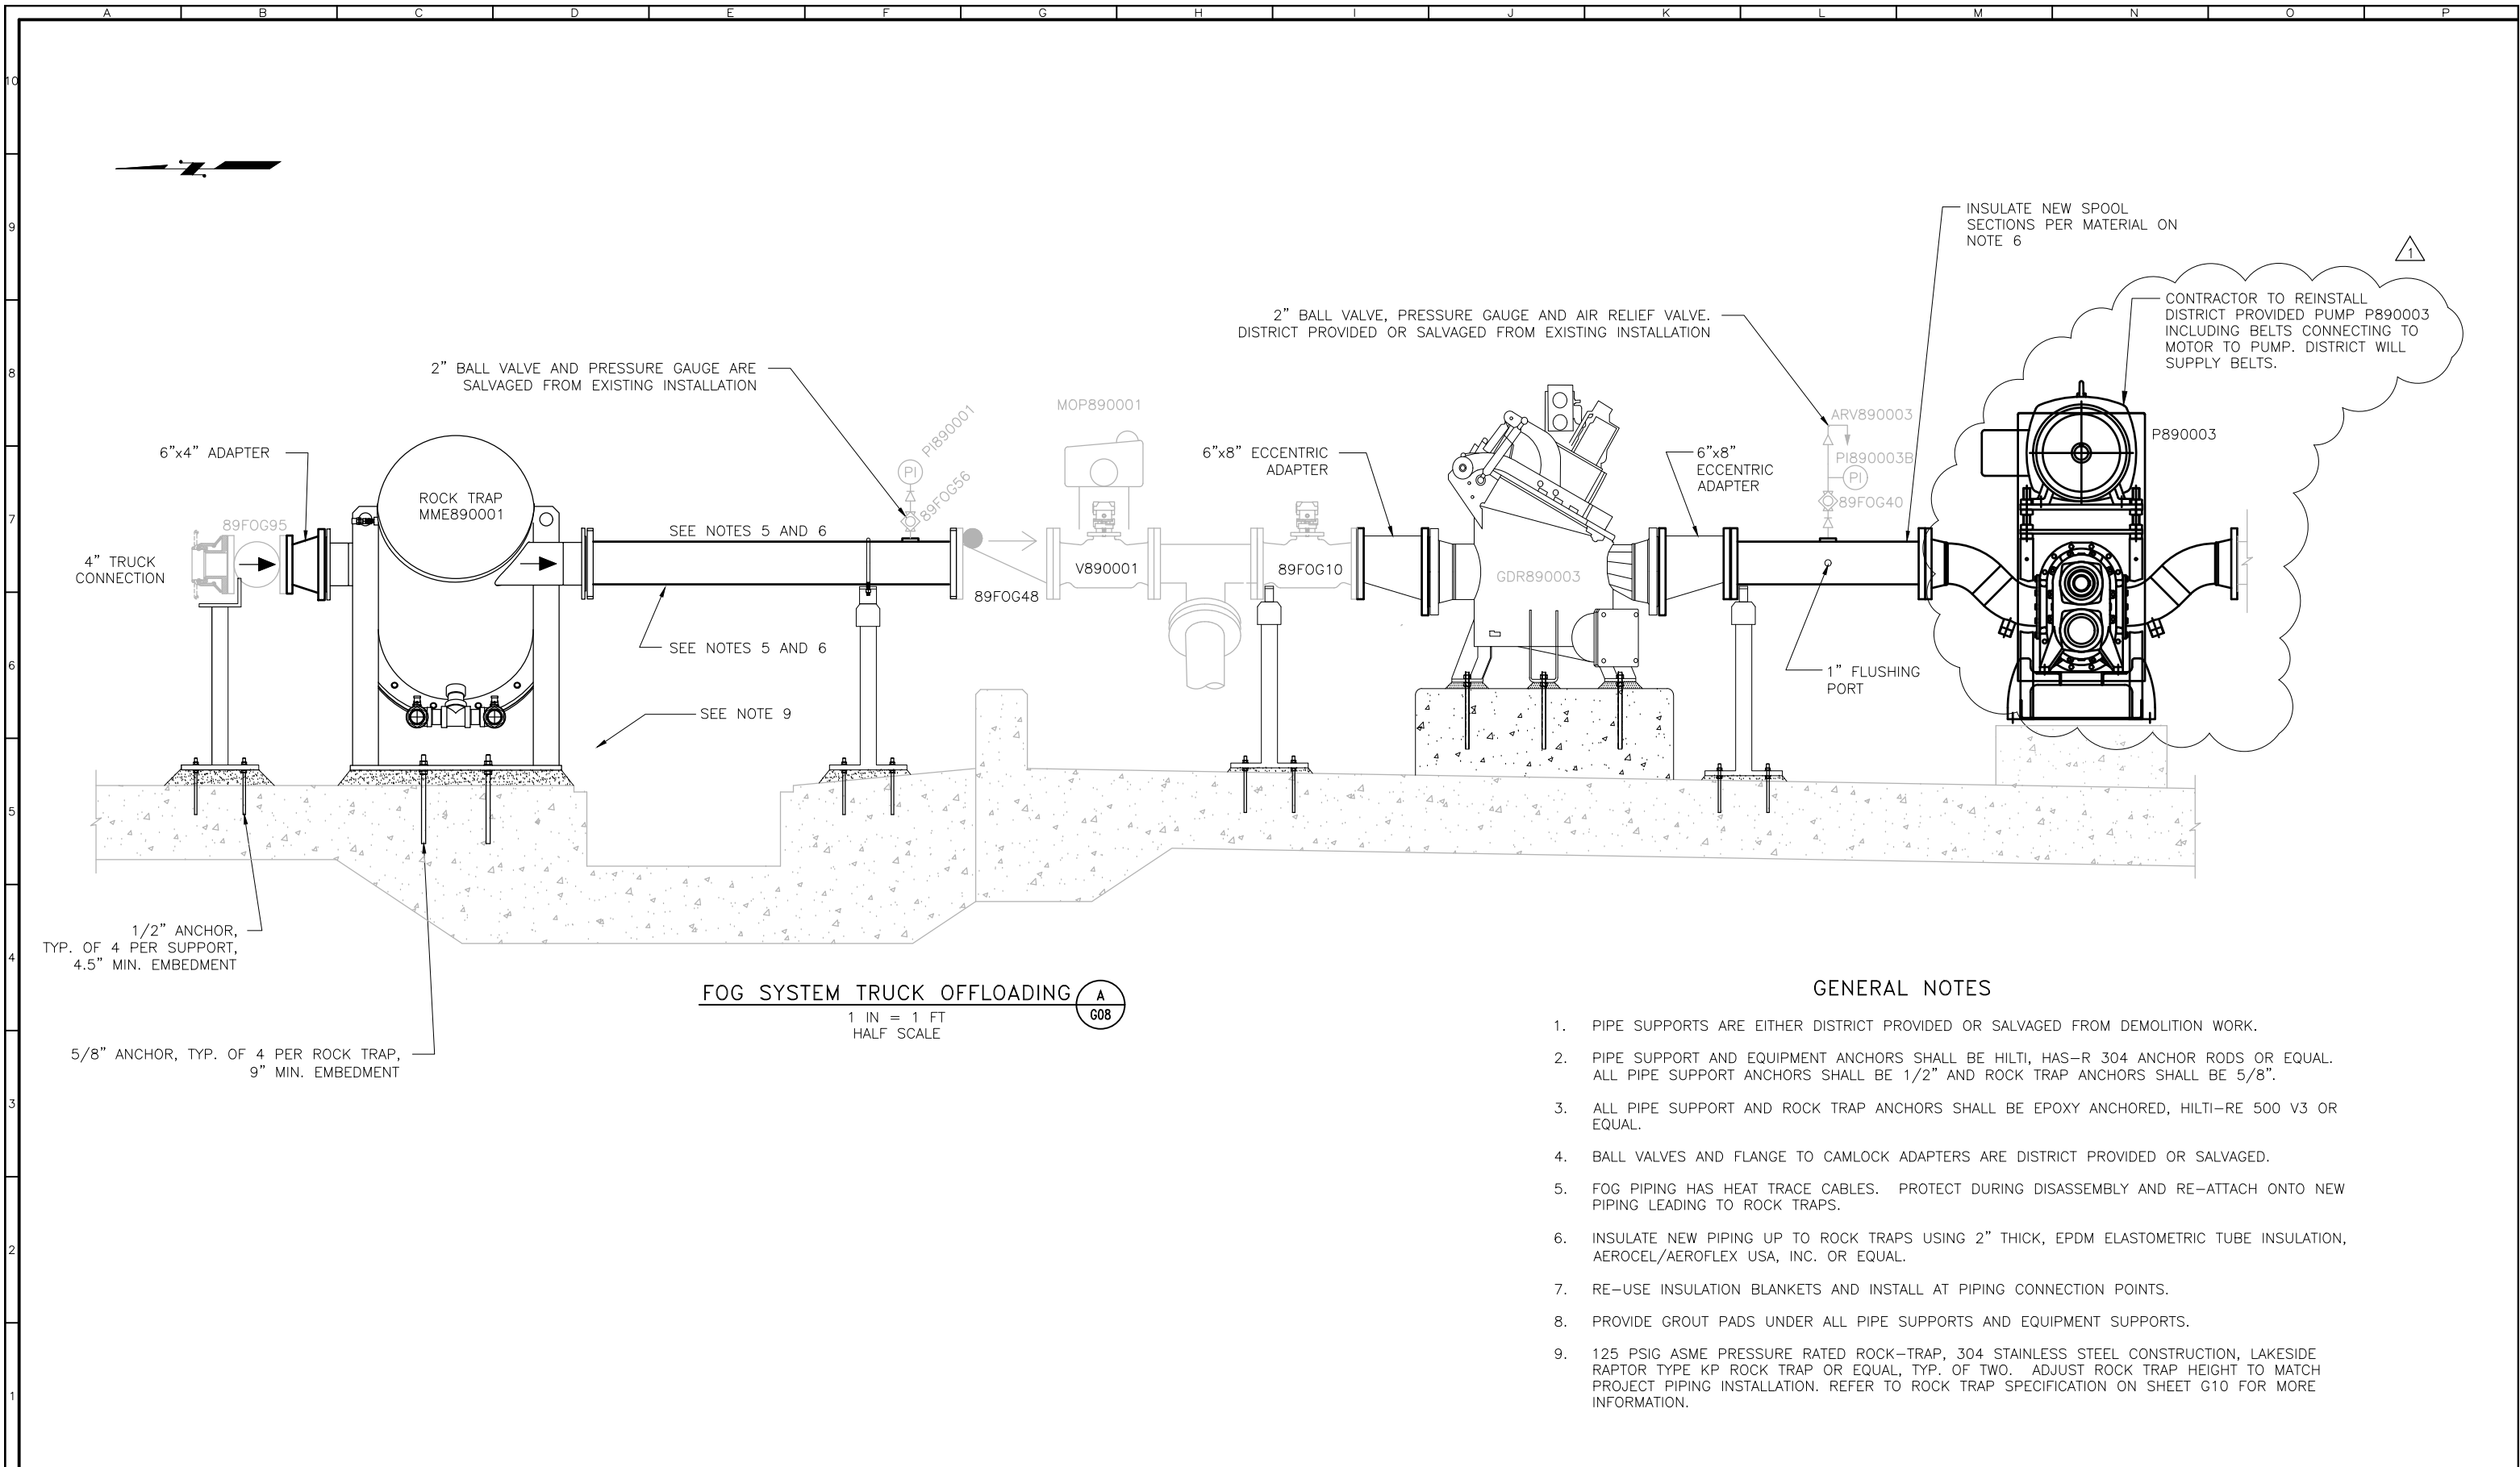 A B C D E F G H I J K L M N O P
10
9
8
7
6
5
4
3
2
1
INSULATE NEW SPOOL
SECTIONS PER MATERIAL ON
NOTE 6
1
CONTRACTOR TO REINSTALL
DISTRICT PROVIDED PUMP P890003
INCLUDING BELTS CONNECTING TO
MOTOR TO PUMP. DISTRICT WILL
SUPPLY BELTS.
2" BALL VALVE, PRESSURE GAUGE AND AIR RELIEF VALVE.
DISTRICT PROVIDED OR SALVAGED FROM EXISTING INSTALLATION
2" BALL VALVE AND PRESSURE GAUGE ARE
SALVAGED FROM EXISTING INSTALLATION
MOP890001
PI890001
PI
89FOG56
ARV890003
PI890003B
PI
89FOG40
P890003
6"x4" ADAPTER
ROCK TRAP
MME890001
6"x8" ECCENTRIC
ADAPTER
6"x8"
ECCENTRIC
ADAPTER
89FOG95
4" TRUCK
CONNECTION
SEE NOTES 5 AND 6
V890001
89FOG10
GDR890003
89FOG48
SEE NOTES 5 AND 6
1" FLUSHING
PORT
SEE NOTE 9
1/2" ANCHOR,
TYP. OF 4 PER SUPPORT,
4.5" MIN. EMBEDMENT
5/8" ANCHOR, TYP. OF 4 PER ROCK TRAP,
9" MIN. EMBEDMENT
FOG SYSTEM TRUCK OFFLOADING
A
G08
1 IN = 1 FT
HALF SCALE
GENERAL NOTES
1. PIPE SUPPORTS ARE EITHER DISTRICT PROVIDED OR SALVAGED FROM DEMOLITION WORK.
2. PIPE SUPPORT AND EQUIPMENT ANCHORS SHALL BE HILTI, HAS-R 304 ANCHOR RODS OR EQUAL.
ALL PIPE SUPPORT ANCHORS SHALL BE 1/2" AND ROCK TRAP ANCHORS SHALL BE 5/8".
3. ALL PIPE SUPPORT AND ROCK TRAP ANCHORS SHALL BE EPOXY ANCHORED, HILTI-RE 500 V3 OR
EQUAL.
4. BALL VALVES AND FLANGE TO CAMLOCK ADAPTERS ARE DISTRICT PROVIDED OR SALVAGED.
5. FOG PIPING HAS HEAT TRACE CABLES. PROTECT DURING DISASSEMBLY AND RE-ATTACH ONTO NEW
PIPING LEADING TO ROCK TRAPS.
6. INSULATE NEW PIPING UP TO ROCK TRAPS USING 2" THICK, EPDM ELASTOMETRIC TUBE INSULATION,
AEROCEL/AEROFLEX USA, INC. OR EQUAL.
7. RE-USE INSULATION BLANKETS AND INSTALL AT PIPING CONNECTION POINTS.
8. PROVIDE GROUT PADS UNDER ALL PIPE SUPPORTS AND EQUIPMENT SUPPORTS.
9. 125 PSIG ASME PRESSURE RATED ROCK-TRAP, 304 STAINLESS STEEL CONSTRUCTION, LAKESIDE
RAPTOR TYPE KP ROCK TRAP OR EQUAL, TYP. OF TWO. ADJUST ROCK TRAP HEIGHT TO MATCH
PROJECT PIPING INSTALLATION. REFER TO ROCK TRAP SPECIFICATION ON SHEET G10 FOR MORE
INFORMATION.